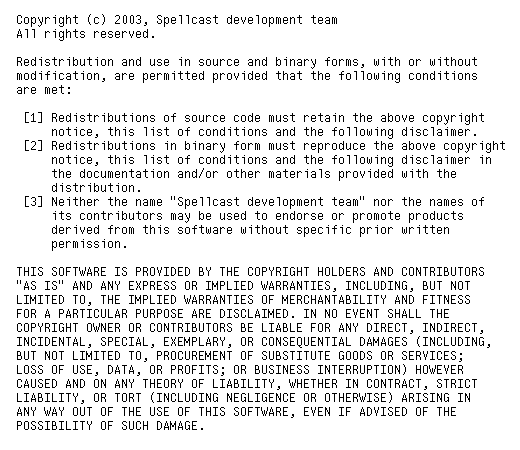 Copyright (c) 2003, Spellcast development team
All rights reserved.
Redistribution and use in source and binary forms, with or without
modification, are permitted provided that the following conditions
are met:
[1] Redistributions of source code must retain the above copyright
notice, this list of conditions and the following disclaimer.
[2] Redistributions in binary form must reproduce the above copyright
notice, this list of conditions and the following disclaimer in
the documentation and/or other materials provided with the
distribution.
[3] Neither the name "Spellcast development team" nor the names of
its contributors may be used to endorse or promote products
derived from this software without specific prior written
permission.
THIS SOFTWARE IS PROVIDED BY THE COPYRIGHT HOLDERS AND CONTRIBUTORS
"AS IS" AND ANY EXPRESS OR IMPLIED WARRANTIES, INCLUDING, BUT NOT
LIMITED TO, THE IMPLIED WARRANTIES OF MERCHANTABILITY AND FITNESS
FOR A PARTICULAR PURPOSE ARE DISCLAIMED. IN NO EVENT SHALL THE
COPYRIGHT OWNER OR CONTRIBUTORS BE LIABLE FOR ANY DIRECT, INDIRECT,
INCIDENTAL, SPECIAL, EXEMPLARY, OR CONSEQUENTIAL DAMAGES (INCLUDING,
BUT NOT LIMITED TO, PROCUREMENT OF SUBSTITUTE GOODS OR SERVICES;
LOSS OF USE, DATA, OR PROFITS; OR BUSINESS INTERRUPTION) HOWEVER
CAUSED AND ON ANY THEORY OF LIABILITY, WHETHER IN CONTRACT, STRICT
LIABILITY, OR TORT (INCLUDING NEGLIGENCE OR OTHERWISE) ARISING IN
ANY WAY OUT OF THE USE OF THIS SOFTWARE, EVEN IF ADVISED OF THE
POSSIBILITY OF SUCH DAMAGE.